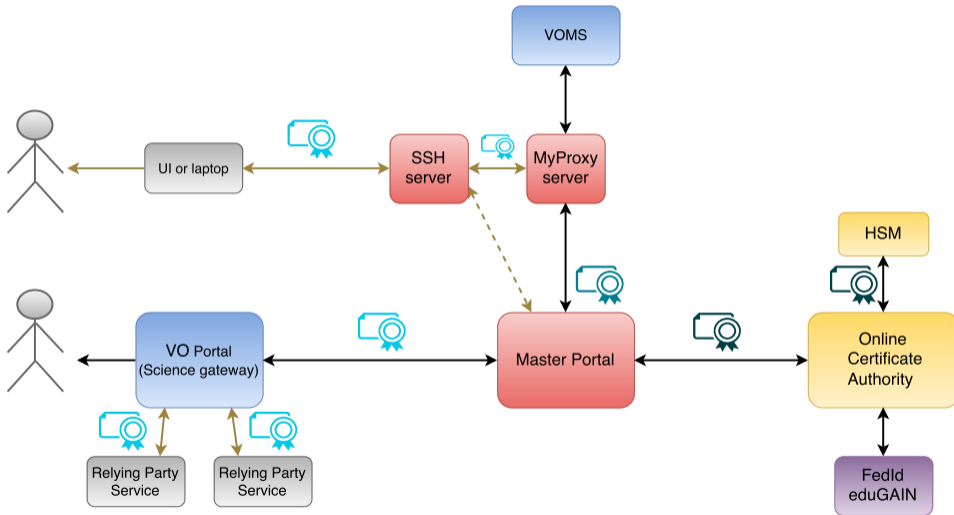 VOMS
UI or laptop
SSH
server
MyProxy
server
HSM
VO Portal
(Science gateway)
Master Portal
Online
Certificate
Authority
Relying Party
Service
Relying Party
Service
FedId
eduGAIN